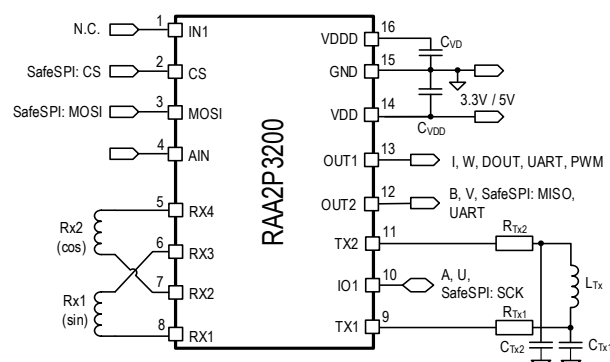 N.C.
1
IN1
SafeSPI: CS
2
CS
SafeSPI: MOSI
3
MOSI
4
AIN
5
RX4
Rx2
(cos)
6
RX3
7
RX2
Rx1
(sin)
8
RX1
RAA2P3200
VDDD
16
CVD
GND
15
3.3V / 5V
VDD
14
CVDD
OUT1
13
I, W, DOUT, UART, PWM
OUT2
12
B, V, SafeSPI: MISO,
UART
TX2
11
RTx2
IO1
10
A, U,
SafeSPI: SCK
LTx
TX1
9
RTx1
CTx2
CTx1